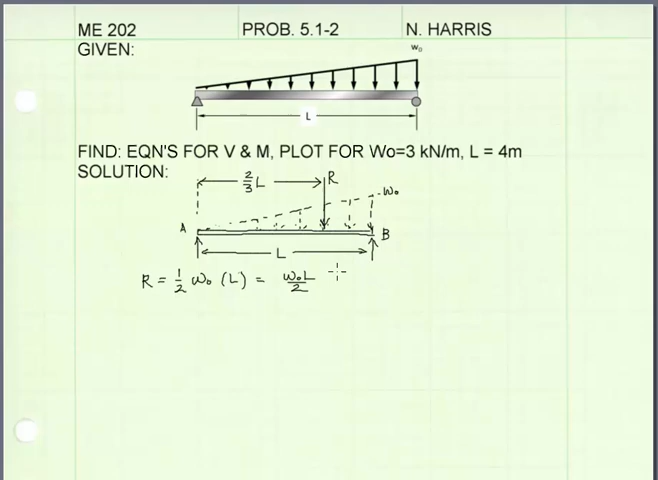 ME 202 PROB. 5.1-2 N. HARRIS
GIVEN:
w₀
L
FIND: EQN'S FOR V & M, PLOT FOR Wo=3 kN/m, L = 4m
SOLUTION:
2/3 L R
W₀
A B
L
R = 1/2 w₀ (L) = w₀L/2